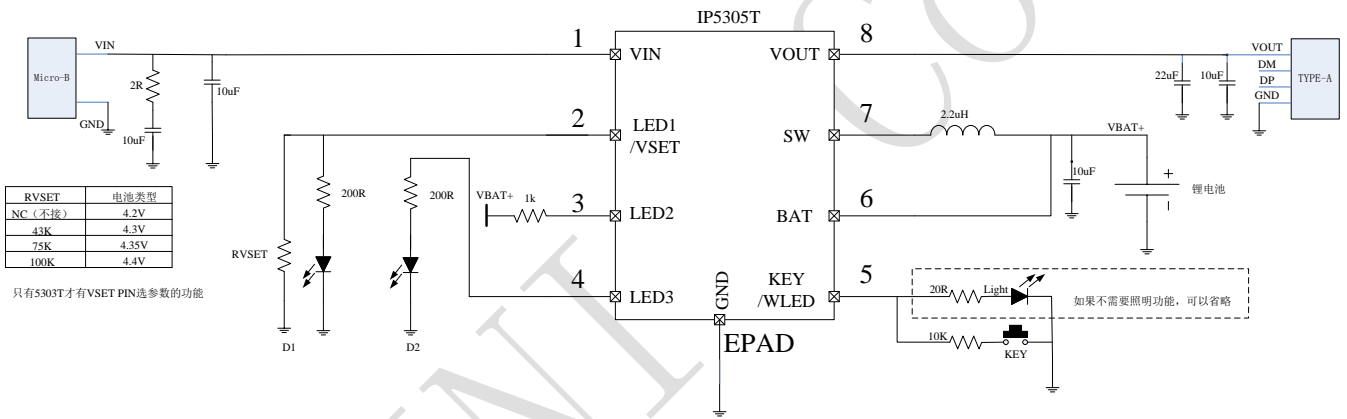 IP5305T
1
8
VIN
VIN
VOUT
VOUT
Micro-B
2R
10uF
22uF
10uF
DM
DP
TYPE-A
GND
10uF
GND
2
LED1
/VSET
7
SW
2.2uH
VBAT+
RVSET 电池类型
NC（不接） 4.2V
43K 4.3V
75K 4.35V
100K 4.4V
200R
200R
VBAT+
1k
3
LED2
6
BAT
10uF
+
锂电池
RVSET
4
LED3
GND
KEY
/WLED
5
20R
Light
如果不需要照明功能，可以省略
只有5303T才有VSET PIN选参数的功能
D1
D2
EPAD
10K
KEY